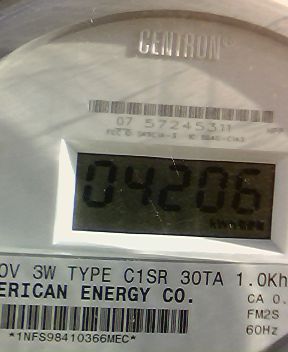 CENTRON®
07 57245311
04206
0V 3W TYPE C1SR 30TA 1.0Kh
ERICAN ENERGY CO.
CA 0.
FM2S
60Hz
*1NFS98410366MEC*